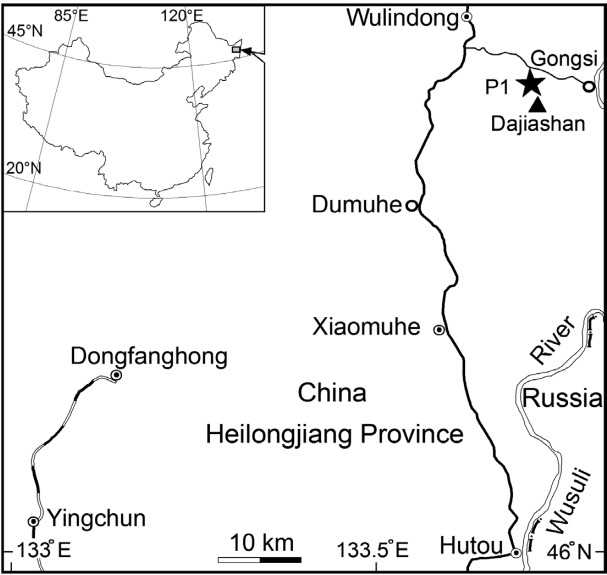 85°E
120°E
45°N
20°N
Wulindong
Gongsi
P1
Dajiashan
Dumuhe
Xiaomuhe
River
Dongfanghong
China
Russia
Heilongjiang Province
Wusuli
Yingchun
10 km
Hutou
133°E
133.5°E
46°N